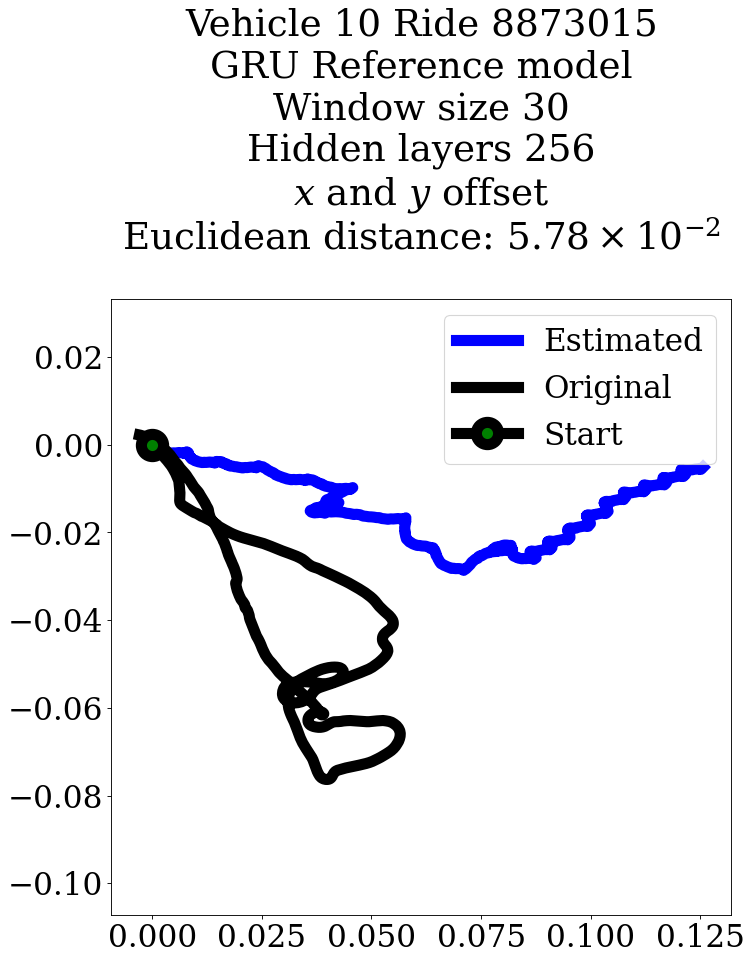 Vehicle 10 Ride 8873015
GRU Reference model
Window size 30
Hidden layers 256
x and y offset
Euclidean distance: 5.78 × 10⁻²
Estimated
Original
Start
0.02
0.00
−0.02
−0.04
−0.06
−0.08
−0.10
0.000 0.025 0.050 0.075 0.100 0.125